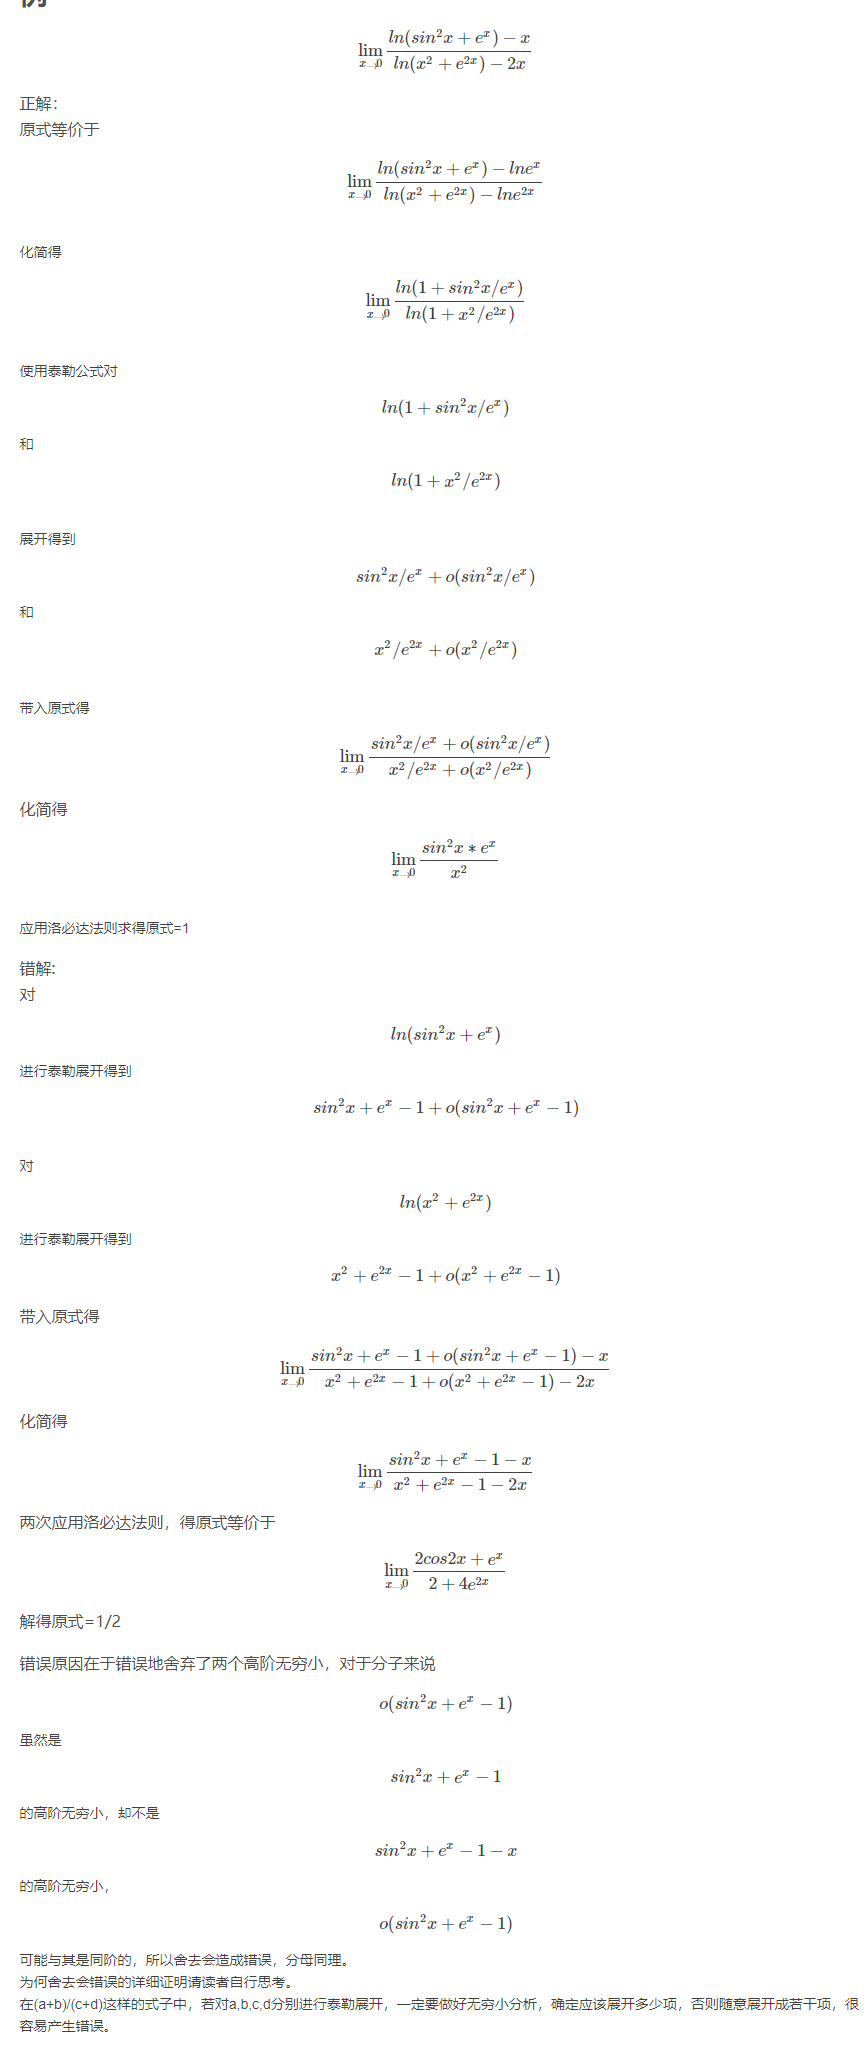 例
\lim_{x→0} \frac{ln(sin^2x + e^x) − x}{ln(x^2 + e^{2x}) − 2x}
正解：
原式等价于
\lim_{x→0} \frac{ln(sin^2x + e^x) − lne^x}{ln(x^2 + e^{2x}) − lne^{2x}}
化简得
\lim_{x→0} \frac{ln(1 + sin^2x/e^x)}{ln(1 + x^2/e^{2x})}
使用泰勒公式对
ln(1 + sin^2x/e^x)
和
ln(1 + x^2/e^{2x})
展开得到
sin^2x/e^x + o(sin^2x/e^x)
和
x^2/e^{2x} + o(x^2/e^{2x})
带入原式得
\lim_{x→0} \frac{sin^2x/e^x + o(sin^2x/e^x)}{x^2/e^{2x} + o(x^2/e^{2x})}
化简得
\lim_{x→0} \frac{sin^2x * e^x}{x^2}
应用洛必达法则求得原式=1
错解:
对
ln(sin^2x + e^x)
进行泰勒展开得到
sin^2x + e^x − 1 + o(sin^2x + e^x − 1)
对
ln(x^2 + e^{2x})
进行泰勒展开得到
x^2 + e^{2x} − 1 + o(x^2 + e^{2x} − 1)
带入原式得
\lim_{x→0} \frac{sin^2x + e^x − 1 + o(sin^2x + e^x − 1) − x}{x^2 + e^{2x} − 1 + o(x^2 + e^{2x} − 1) − 2x}
化简得
\lim_{x→0} \frac{sin^2x + e^x − 1 − x}{x^2 + e^{2x} − 1 − 2x}
两次应用洛必达法则，得原式等价于
\lim_{x→0} \frac{2cos2x + e^x}{2 + 4e^{2x}}
解得原式=1/2
错误原因在于错误地舍弃了两个高阶无穷小，对于分子来说
o(sin^2x + e^x − 1)
虽然是
sin^2x + e^x − 1
的高阶无穷小，却不是
sin^2x + e^x − 1 − x
的高阶无穷小，
o(sin^2x + e^x − 1)
可能与其是同阶的，所以舍去会造成错误，分母同理。
为何舍去会错误的详细证明请读者自行思考。
在(a+b)/(c+d)这样的式子中，若对a,b,c,d分别进行泰勒展开，一定要做好无穷小分析，确定应该展开多少项，否则随意展开成若干项，很
容易产生错误。